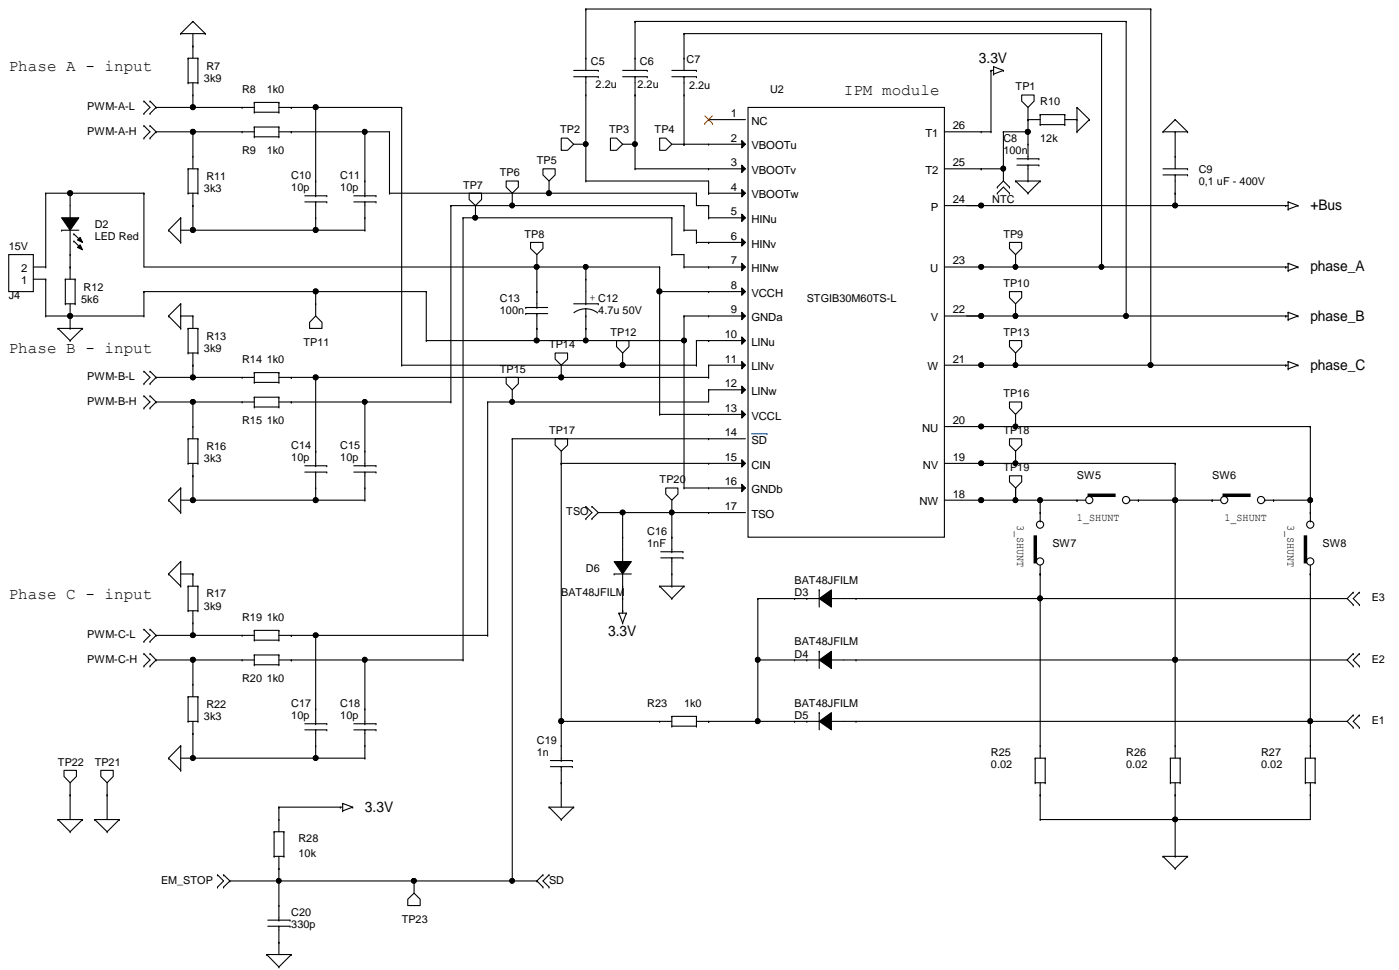 Phase A - input
R7
3k9
PWM-A-L
R8 1k0
PWM-A-H
R9 1k0
R11
3k3
C10
10p
C11
10p
D2
LED Red
15V
2
1
J4
R12
5k6
TP11
Phase B - input
R13
3k9
PWM-B-L
R14 1k0
PWM-B-H
R15 1k0
R16
3k3
C14
10p
C15
10p
Phase C - input
R17
3k9
PWM-C-L
R19 1k0
PWM-C-H
R20 1k0
R22
3k3
C17
10p
C18
10p
TP22
TP21
3.3V
R28
10k
EM_STOP
SD
TP23
C20
330p
C5
2.2u
C6
2.2u
C7
2.2u
TP2
TP3
TP4
TP5
TP6
TP7
TP8
C13
100n
C12
+
4.7u 50V
TP12
TP14
TP15
TP17
TP20
TSO
C16
1nF
D6
BAT48JFILM
3.3V
C19
1n
R23 1k0
U2
IPM module
STGIB30M60TS-L
1 NC
2 VBOOTu
3 VBOOTv
4 VBOOTw
5 HINu
6 HINv
7 HINw
8 VCCH
9 GNDa
10 LINu
11 LINv
12 LINw
13 VCCL
14 SD
15 CIN
16 GNDb
17 TSO
T1 26
T2 25
P 24
U 23
V 22
W 21
NU 20
NV 19
NW 18
3.3V
TP1
R10
12k
C8
100n
NTC
C9
0,1 uF - 400V
+Bus
TP9
phase_A
TP10
phase_B
TP13
phase_C
TP16
TP18
TP19
SW5
1_SHUNT
SW6
1_SHUNT
3_SHUNT
SW7
3_SHUNT
SW8
BAT48JFILM
D3
E3
BAT48JFILM
D4
E2
BAT48JFILM
D5
E1
R25
0.02
R26
0.02
R27
0.02